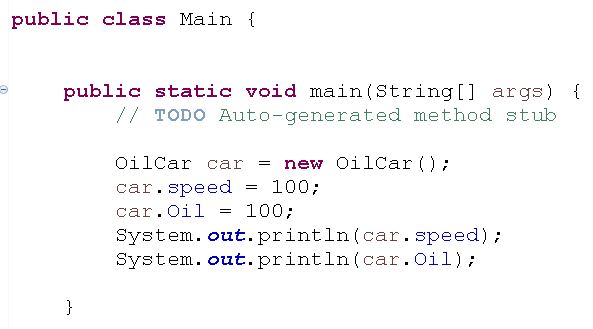 public class Main {
public static void main(String[] args) {
// TODO Auto-generated method stub
OilCar car = new OilCar();
car.speed = 100;
car.Oil = 100;
System.out.println(car.speed);
System.out.println(car.Oil);
}